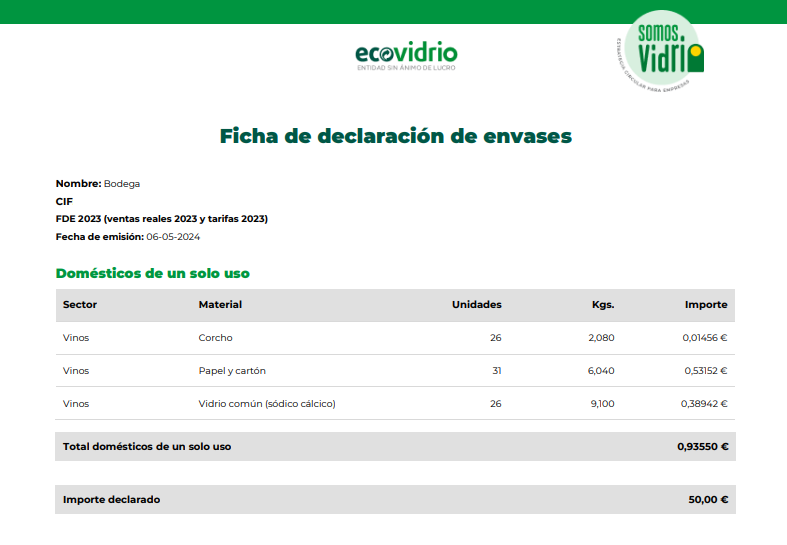 ecovidrio
ENTIDAD SIN ÁNIMO DE LUCRO
SOMOS
Vidrio
ESTRATEGIA CIRCULAR PARA EMPRESAS
Ficha de declaración de envases
Nombre: Bodega
CIF
FDE 2023 (ventas reales 2023 y tarifas 2023)
Fecha de emisión: 06-05-2024
Domésticos de un solo uso
Sector Material Unidades Kgs. Importe
Vinos Corcho 26 2,080 0,01456 €
Vinos Papel y cartón 31 6,040 0,53152 €
Vinos Vidrio común (sódico cálcico) 26 9,100 0,38942 €
Total domésticos de un solo uso 0,93550 €
Importe declarado 50,00 €